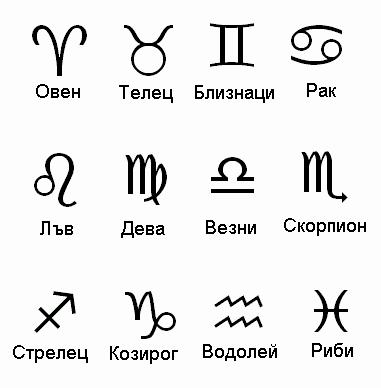 Овен Телец Близнаци Рак
Лъв Дева Везни Скорпион
Стрелец Козирог Водолей Риби